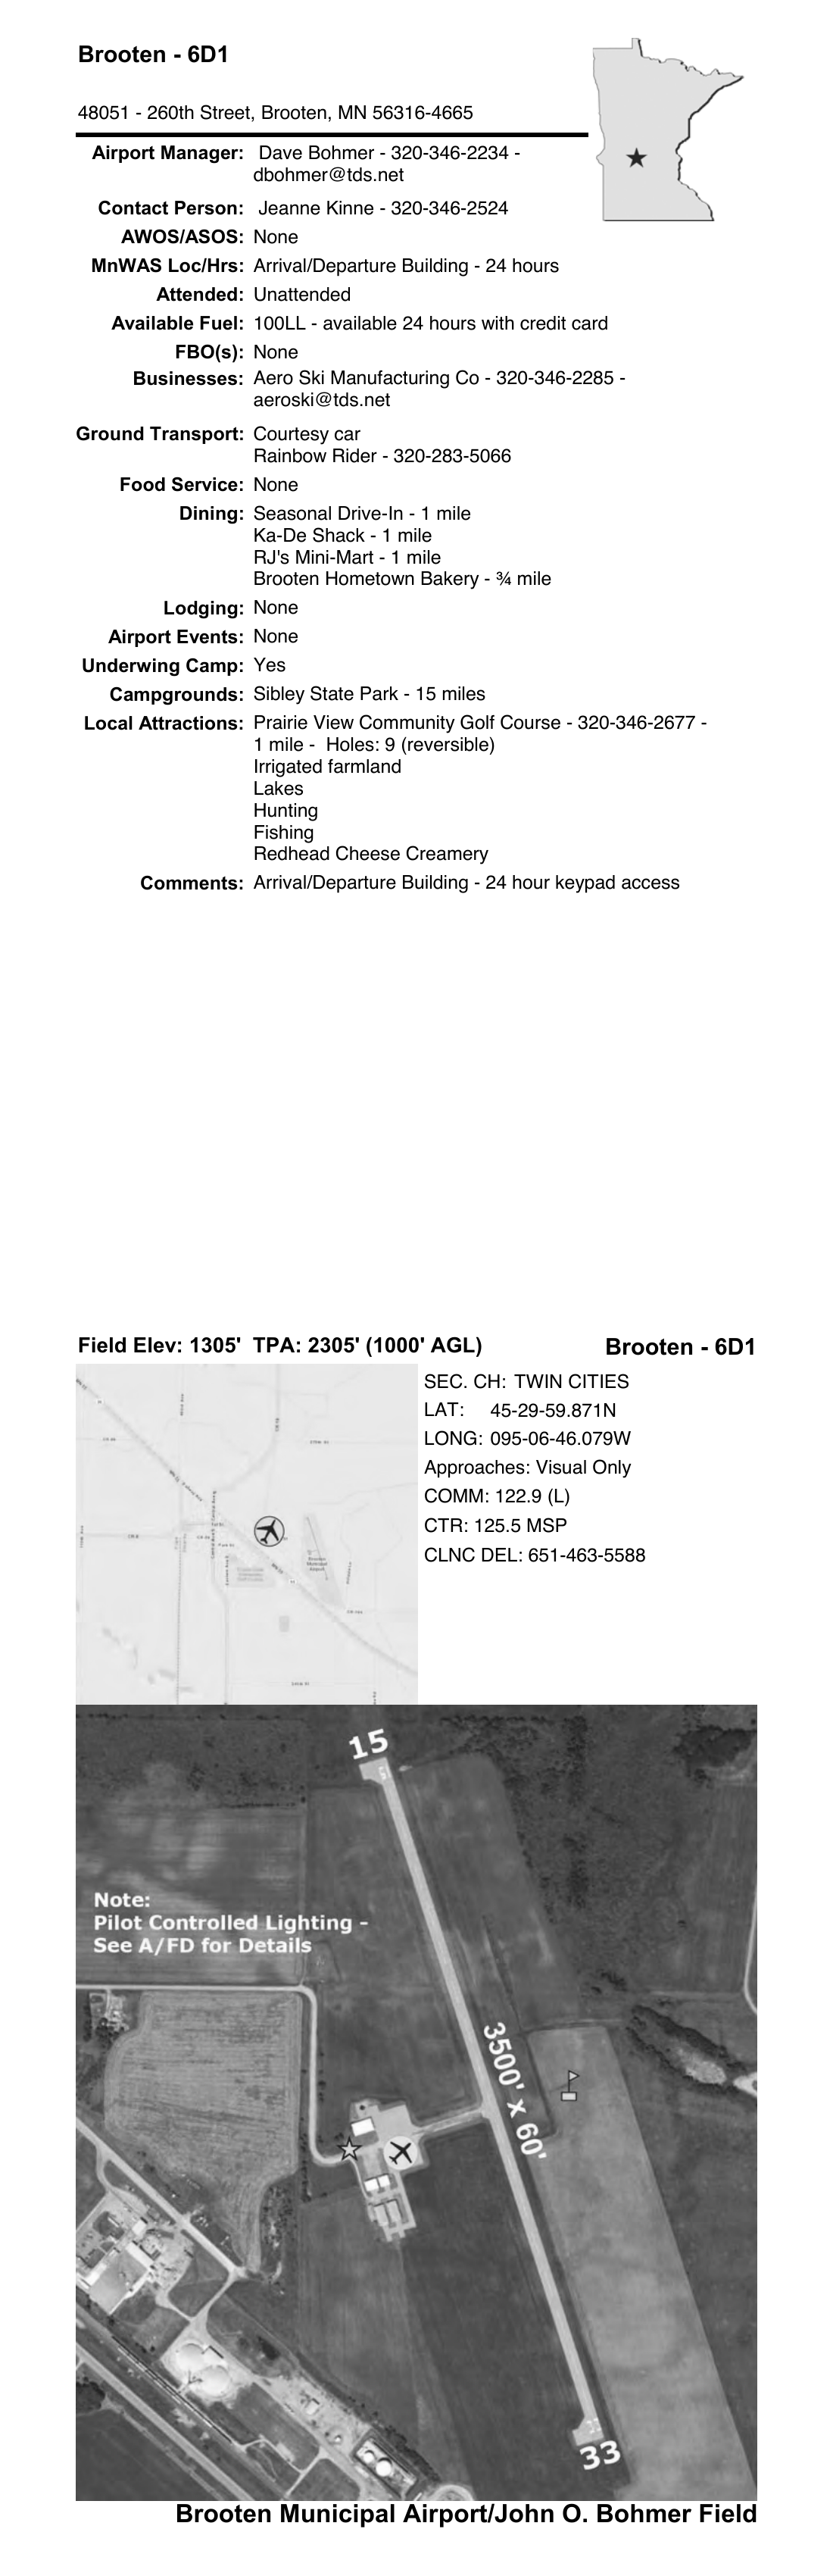 Brooten - 6D1
48051 - 260th Street, Brooten, MN 56316-4665
Airport Manager: Dave Bohmer - 320-346-2234 -
dbohmer@tds.net
Contact Person: Jeanne Kinne - 320-346-2524
AWOS/ASOS: None
MnWAS Loc/Hrs: Arrival/Departure Building - 24 hours
Attended: Unattended
Available Fuel: 100LL - available 24 hours with credit card
FBO(s): None
Businesses: Aero Ski Manufacturing Co - 320-346-2285 -
aeroski@tds.net
Ground Transport: Courtesy car
Rainbow Rider - 320-283-5066
Food Service: None
Dining: Seasonal Drive-In - 1 mile
Ka-De Shack - 1 mile
RJ's Mini-Mart - 1 mile
Brooten Hometown Bakery - ¾ mile
Lodging: None
Airport Events: None
Underwing Camp: Yes
Campgrounds: Sibley State Park - 15 miles
Local Attractions: Prairie View Community Golf Course - 320-346-2677 -
1 mile - Holes: 9 (reversible)
Irrigated farmland
Lakes
Hunting
Fishing
Redhead Cheese Creamery
Comments: Arrival/Departure Building - 24 hour keypad access
Field Elev: 1305' TPA: 2305' (1000' AGL)
Brooten - 6D1
SEC. CH: TWIN CITIES
LAT: 45-29-59.871N
LONG: 095-06-46.079W
Approaches: Visual Only
COMM: 122.9 (L)
CTR: 125.5 MSP
CLNC DEL: 651-463-5588
Brooten
Municipal
Airport
15
15
Note:
Pilot Controlled Lighting -
See A/FD for Details
3500' x 60'
33
Brooten Municipal Airport/John O. Bohmer Field